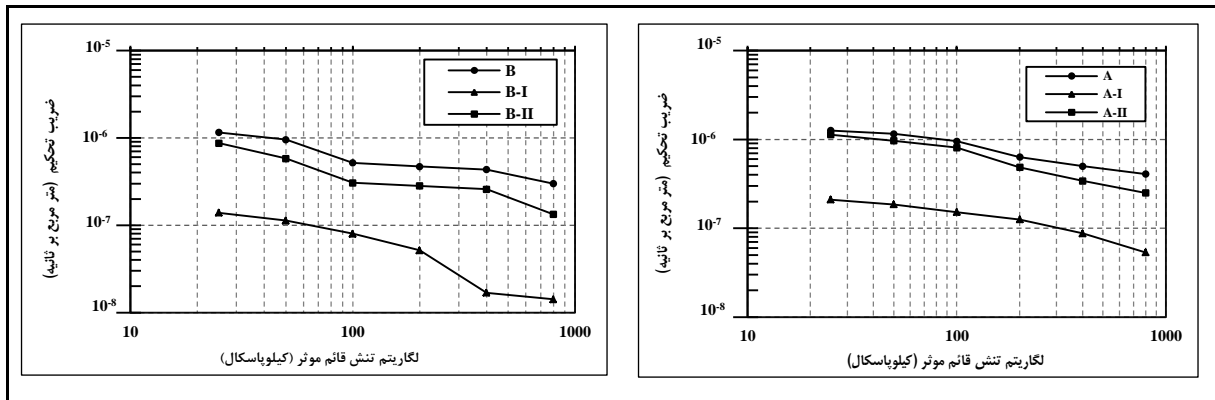 10⁻⁵
10⁻⁶
10⁻⁷
10⁻⁸
ضریب تحکیم (متر مربع بر ثانیه)
B
B-I
B-II
10
100
1000
لگاریتم تنش قائم موثر (کیلوپاسکال)
10⁻⁵
10⁻⁶
10⁻⁷
10⁻⁸
ضریب تحکیم (متر مربع بر ثانیه)
A
A-I
A-II
10
100
1000
لگاریتم تنش قائم موثر (کیلوپاسکال)